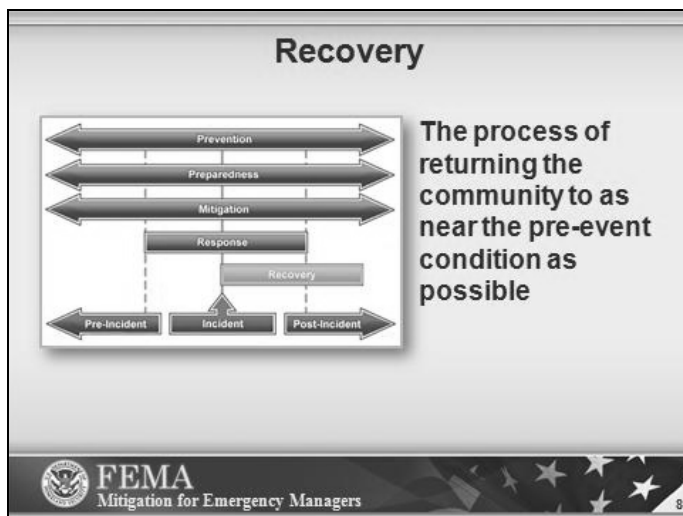 Recovery
Prevention
Preparedness
Mitigation
Response
Recovery
Pre-Incident
Incident
Post-Incident
The process of
returning the
community to as
near the pre-event
condition as
possible
FEMA
Mitigation for Emergency Managers
8